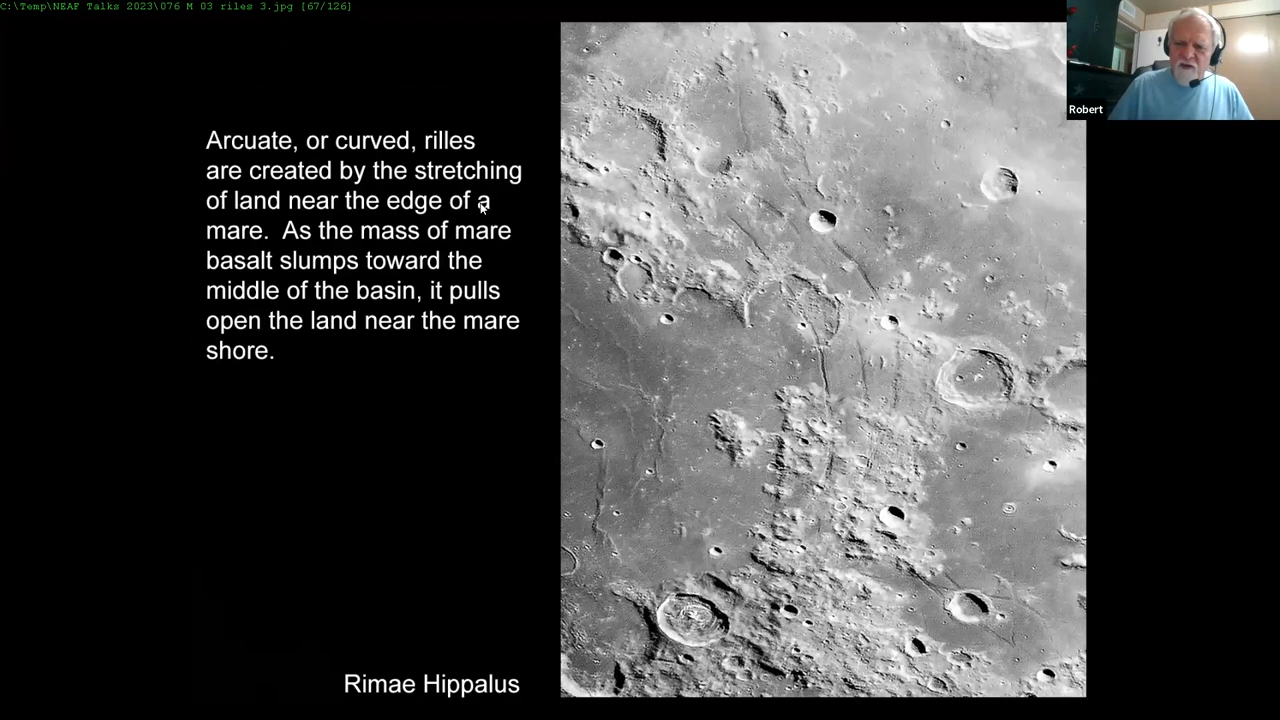 C:\Temp\NEAF Talks 2023\076 M 03 riles 3.jpg [67/126]
Robert
Arcuate, or curved, rilles
are created by the stretching
of land near the edge of a
mare.  As the mass of mare
basalt slumps toward the
middle of the basin, it pulls
open the land near the mare
shore.
Rimae Hippalus